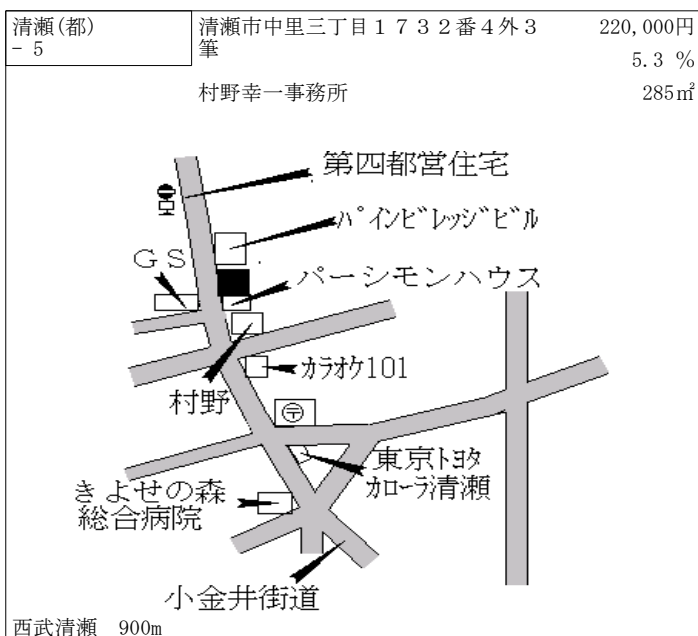 清瀬(都)
- 5
清瀬市中里三丁目1732番4外3
筆
村野幸一事務所
220,000円
5.3 %
285㎡
第四都営住宅
パインビレッジビル
GS
パーシモンハウス
カラオケ101
村野
〒
東京トヨタ
カローラ清瀬
きよせの森
総合病院
小金井街道
西武清瀬 900m